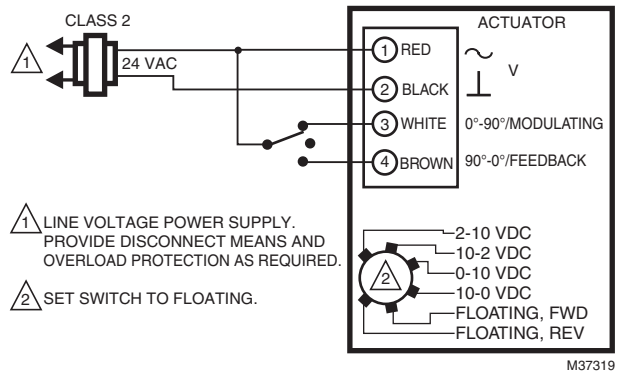 CLASS 2
ACTUATOR
1
24 VAC
1 RED
V
2 BLACK
3 WHITE 0°-90°/MODULATING
4 BROWN 90°-0°/FEEDBACK
1 LINE VOLTAGE POWER SUPPLY.
PROVIDE DISCONNECT MEANS AND
OVERLOAD PROTECTION AS REQUIRED.
2 SET SWITCH TO FLOATING.
2
2-10 VDC
10-2 VDC
0-10 VDC
10-0 VDC
FLOATING, FWD
FLOATING, REV
M37319